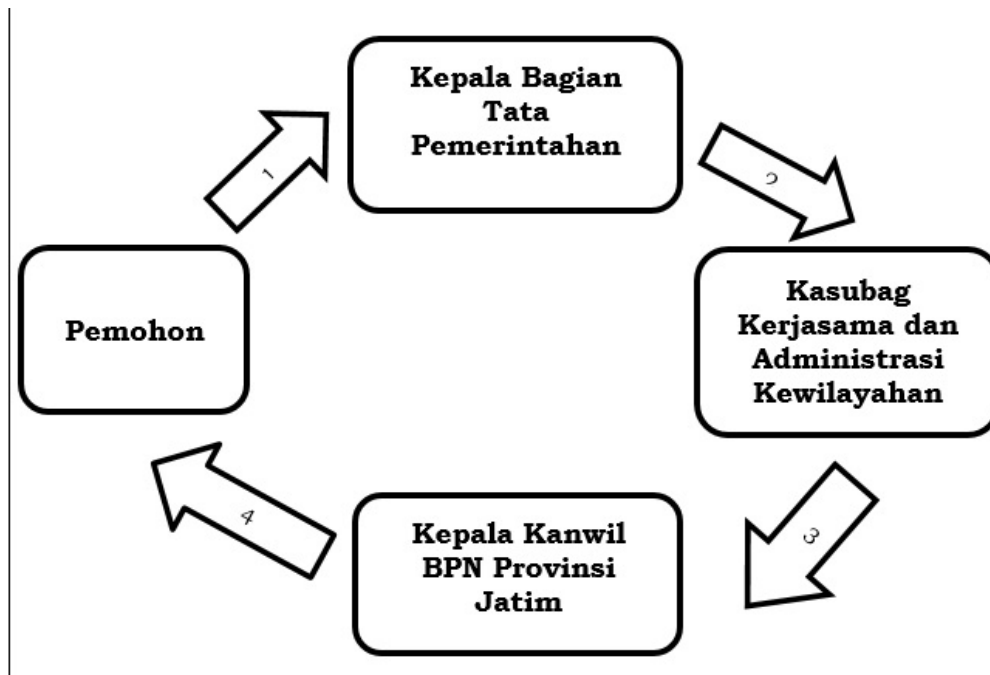 Kepala Bagian
Tata
Pemerintahan
1
2
Pemohon
Kasubag
Kerjasama dan
Administrasi
Kewilayahan
4
Kepala Kanwil
BPN Provinsi
Jatim
3